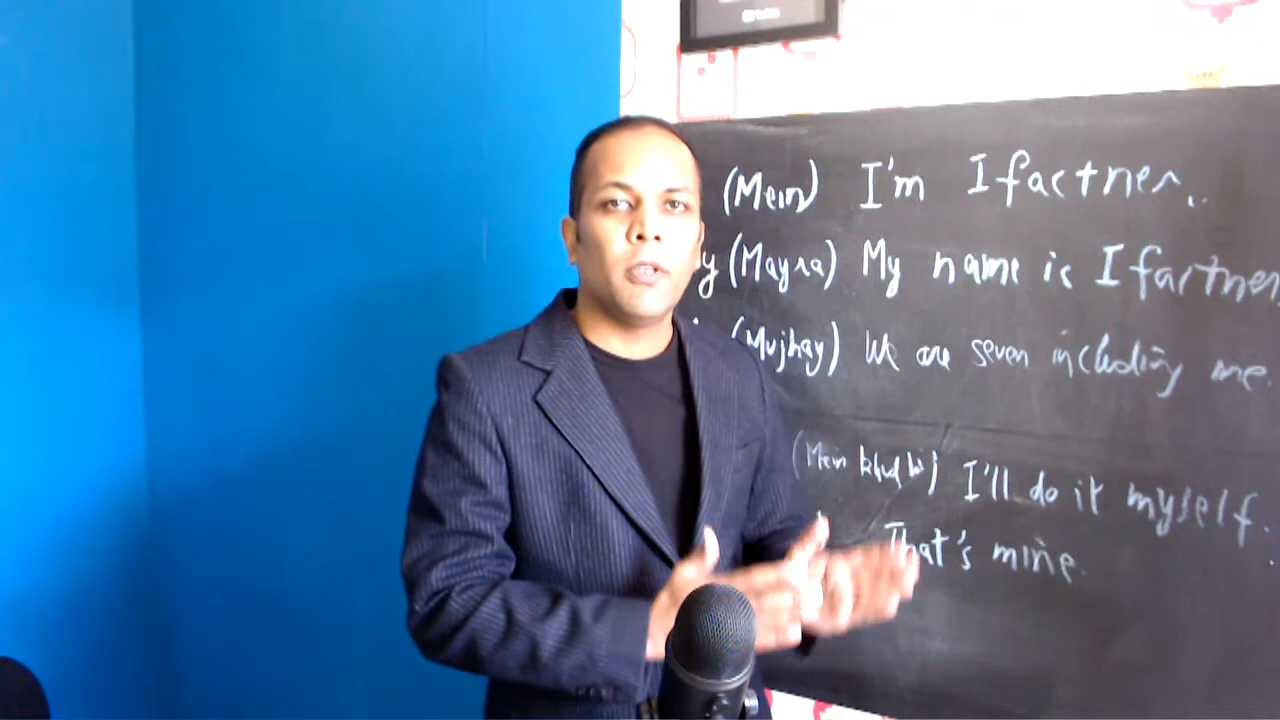 (Mein) I'm Ifactner..
y (Mayra) My name is Ifactner
(Mujhay) We are seven including me.
(Mein khud hi) I'll do it myself.
That's mine.